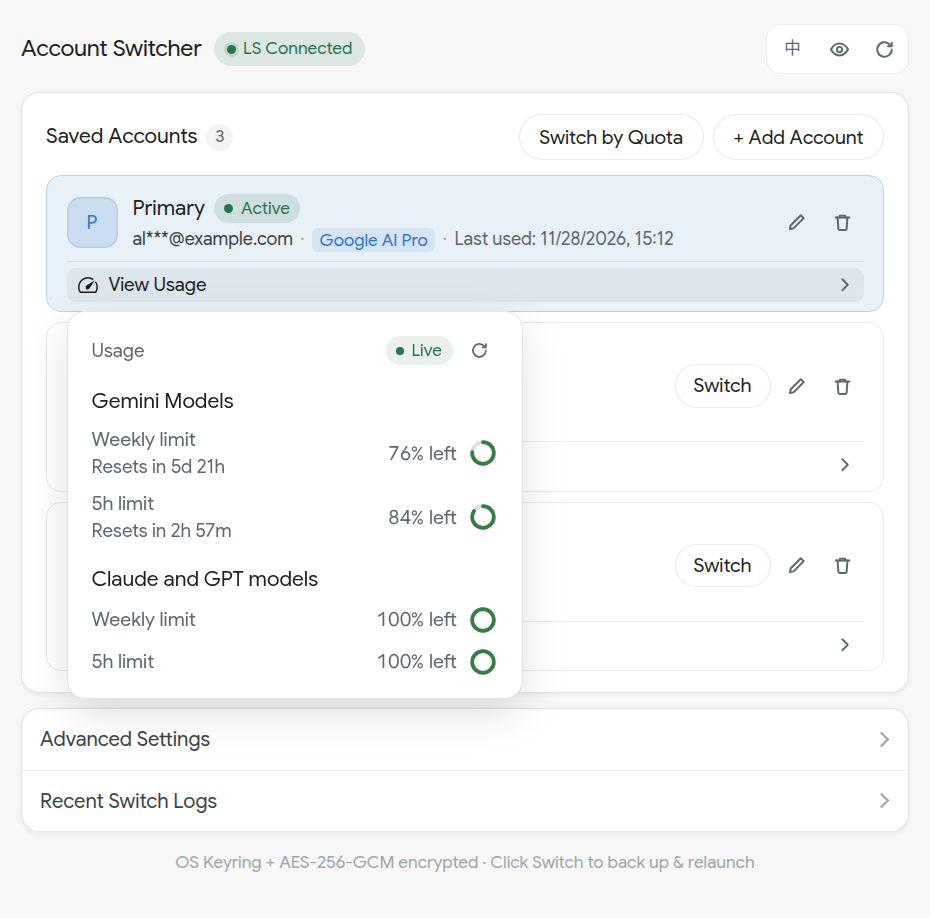 Account Switcher
LS Connected
中
Saved Accounts 3
Switch by Quota
+ Add Account
P
Primary
Active
al***@example.com · Google AI Pro · Last used: 11/28/2026, 15:12
View Usage
Usage
Live
Gemini Models
Weekly limit
Resets in 5d 21h
76% left
5h limit
Resets in 2h 57m
84% left
Claude and GPT models
Weekly limit
100% left
5h limit
100% left
Switch
Switch
Advanced Settings
Recent Switch Logs
OS Keyring + AES-256-GCM encrypted · Click Switch to back up & relaunch